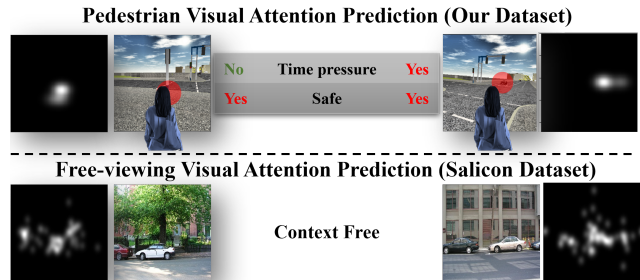 Pedestrian Visual Attention Prediction (Our Dataset)
No Time pressure Yes
Yes Safe Yes
Free-viewing Visual Attention Prediction (Salicon Dataset)
Context Free